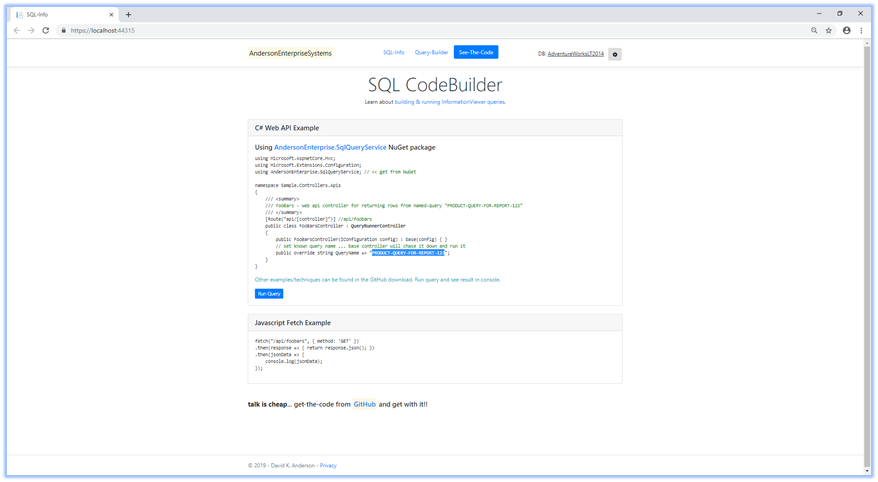 SQL-Info
https://localhost:44315
AndersonEnterpriseSystems
SQL-Info
Query-Builder
See-The-Code
DB: AdventureWorksLT2014
SQL CodeBuilder
Learn about building & running InformationViewer queries.
C# Web API Example
Using AndersonEnterprise.SqlQueryService NuGet package
using Microsoft.AspNetCore.Mvc;
using Microsoft.Extensions.Configuration;
using AndersonEnterprise.SqlQueryService; // << get from NuGet
namespace Sample.Controllers.Apis
{
/// <summary>
/// FooBars - web api controller for returning rows from named-query "PRODUCT-QUERY-FOR-REPORT-123"
/// </summary>
[Route("api/[controller]")] //api/foobars
public class FooBarsController : QueryRunnerController
{
public FooBarsController(IConfiguration config) : base(config) { }
// set known query name ... base controller will chase it down and run it
public override string QueryName => "PRODUCT-QUERY-FOR-REPORT-123";
}
}
Other examples/techniques can be found in the GitHub download. Run query and see result in console.
Run Query
Javascript Fetch Example
fetch("/api/foobars", { method: 'GET' })
.then(response => { return response.json(); })
.then(jsonData => {
console.log(jsonData);
});
talk is cheap... get-the-code from GitHub and get with it!!
© 2019 - David K. Anderson - Privacy